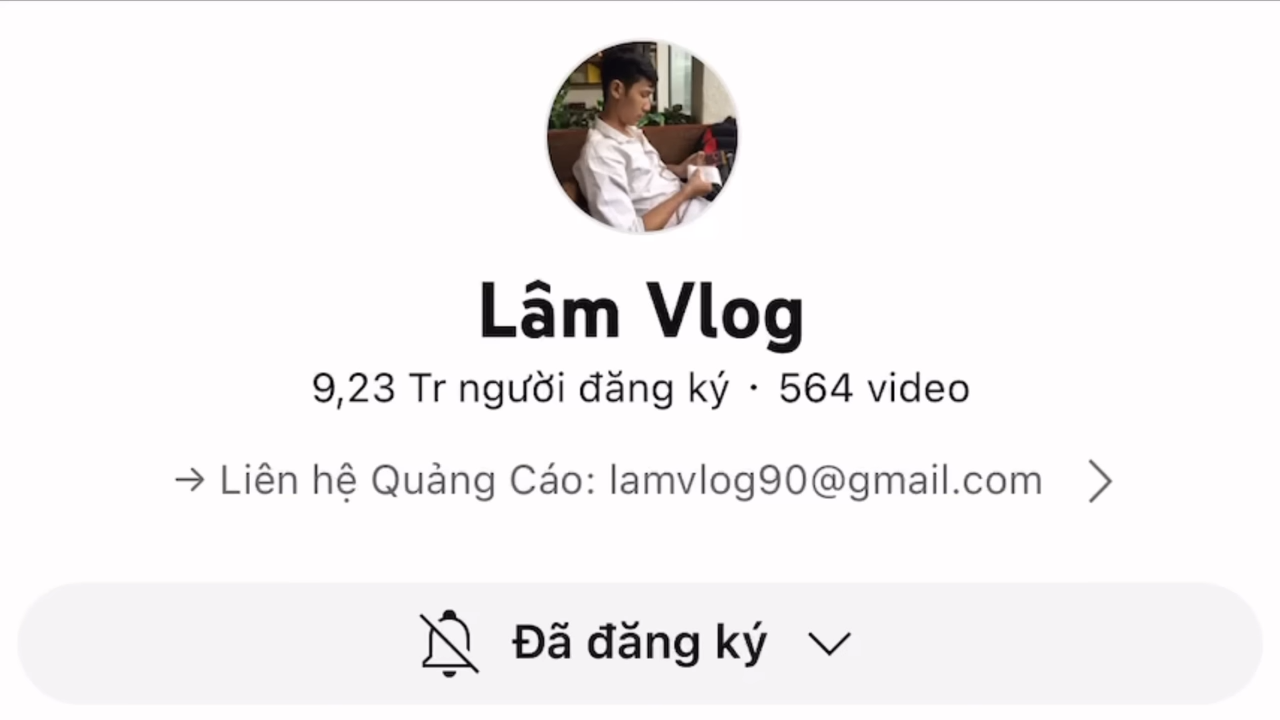 Lâm Vlog
9,23 Tr người đăng ký · 564 video
→ Liên hệ Quảng Cáo: lamvlog90@gmail.com
Đã đăng ký